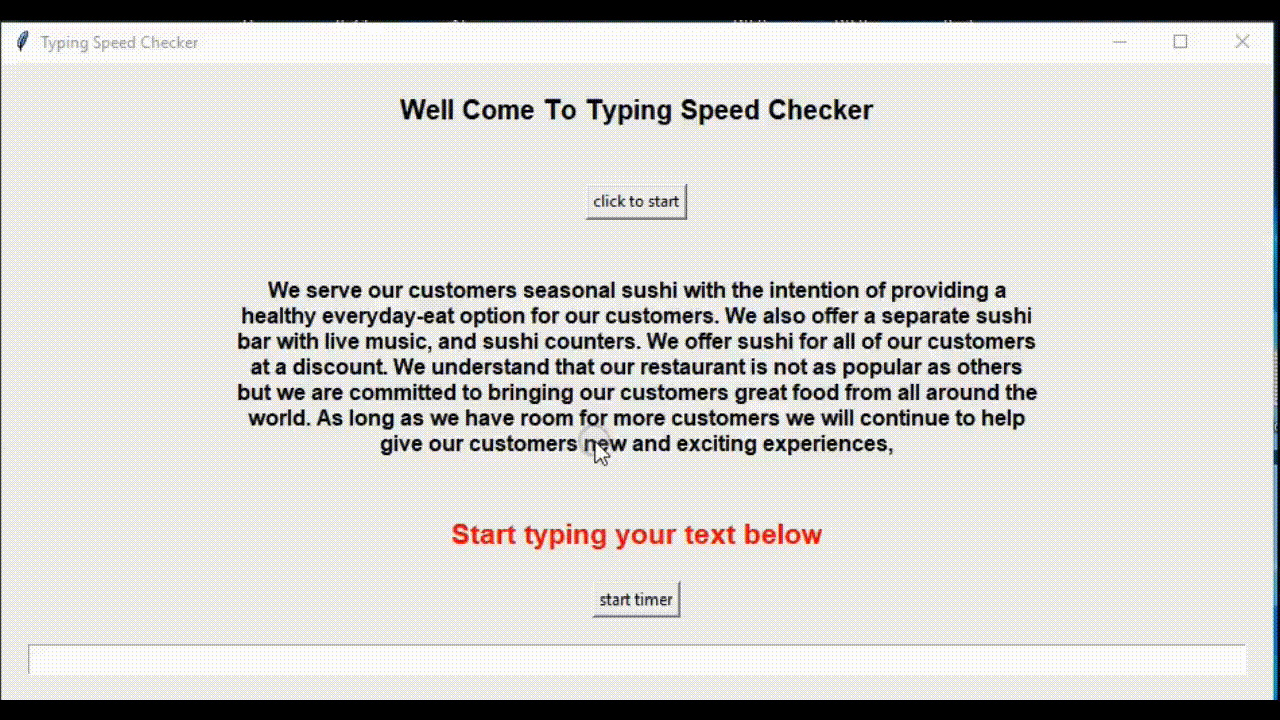 Typing Speed Checker
Well Come To Typing Speed Checker
click to start
We serve our customers seasonal sushi with the intention of providing a
healthy everyday-eat option for our customers. We also offer a separate sushi
bar with live music, and sushi counters. We offer sushi for all of our customers
at a discount. We understand that our restaurant is not as popular as others
but we are committed to bringing our customers great food from all around the
world. As long as we have room for more customers we will continue to help
give our customers new and exciting experiences,
Start typing your text below
start timer